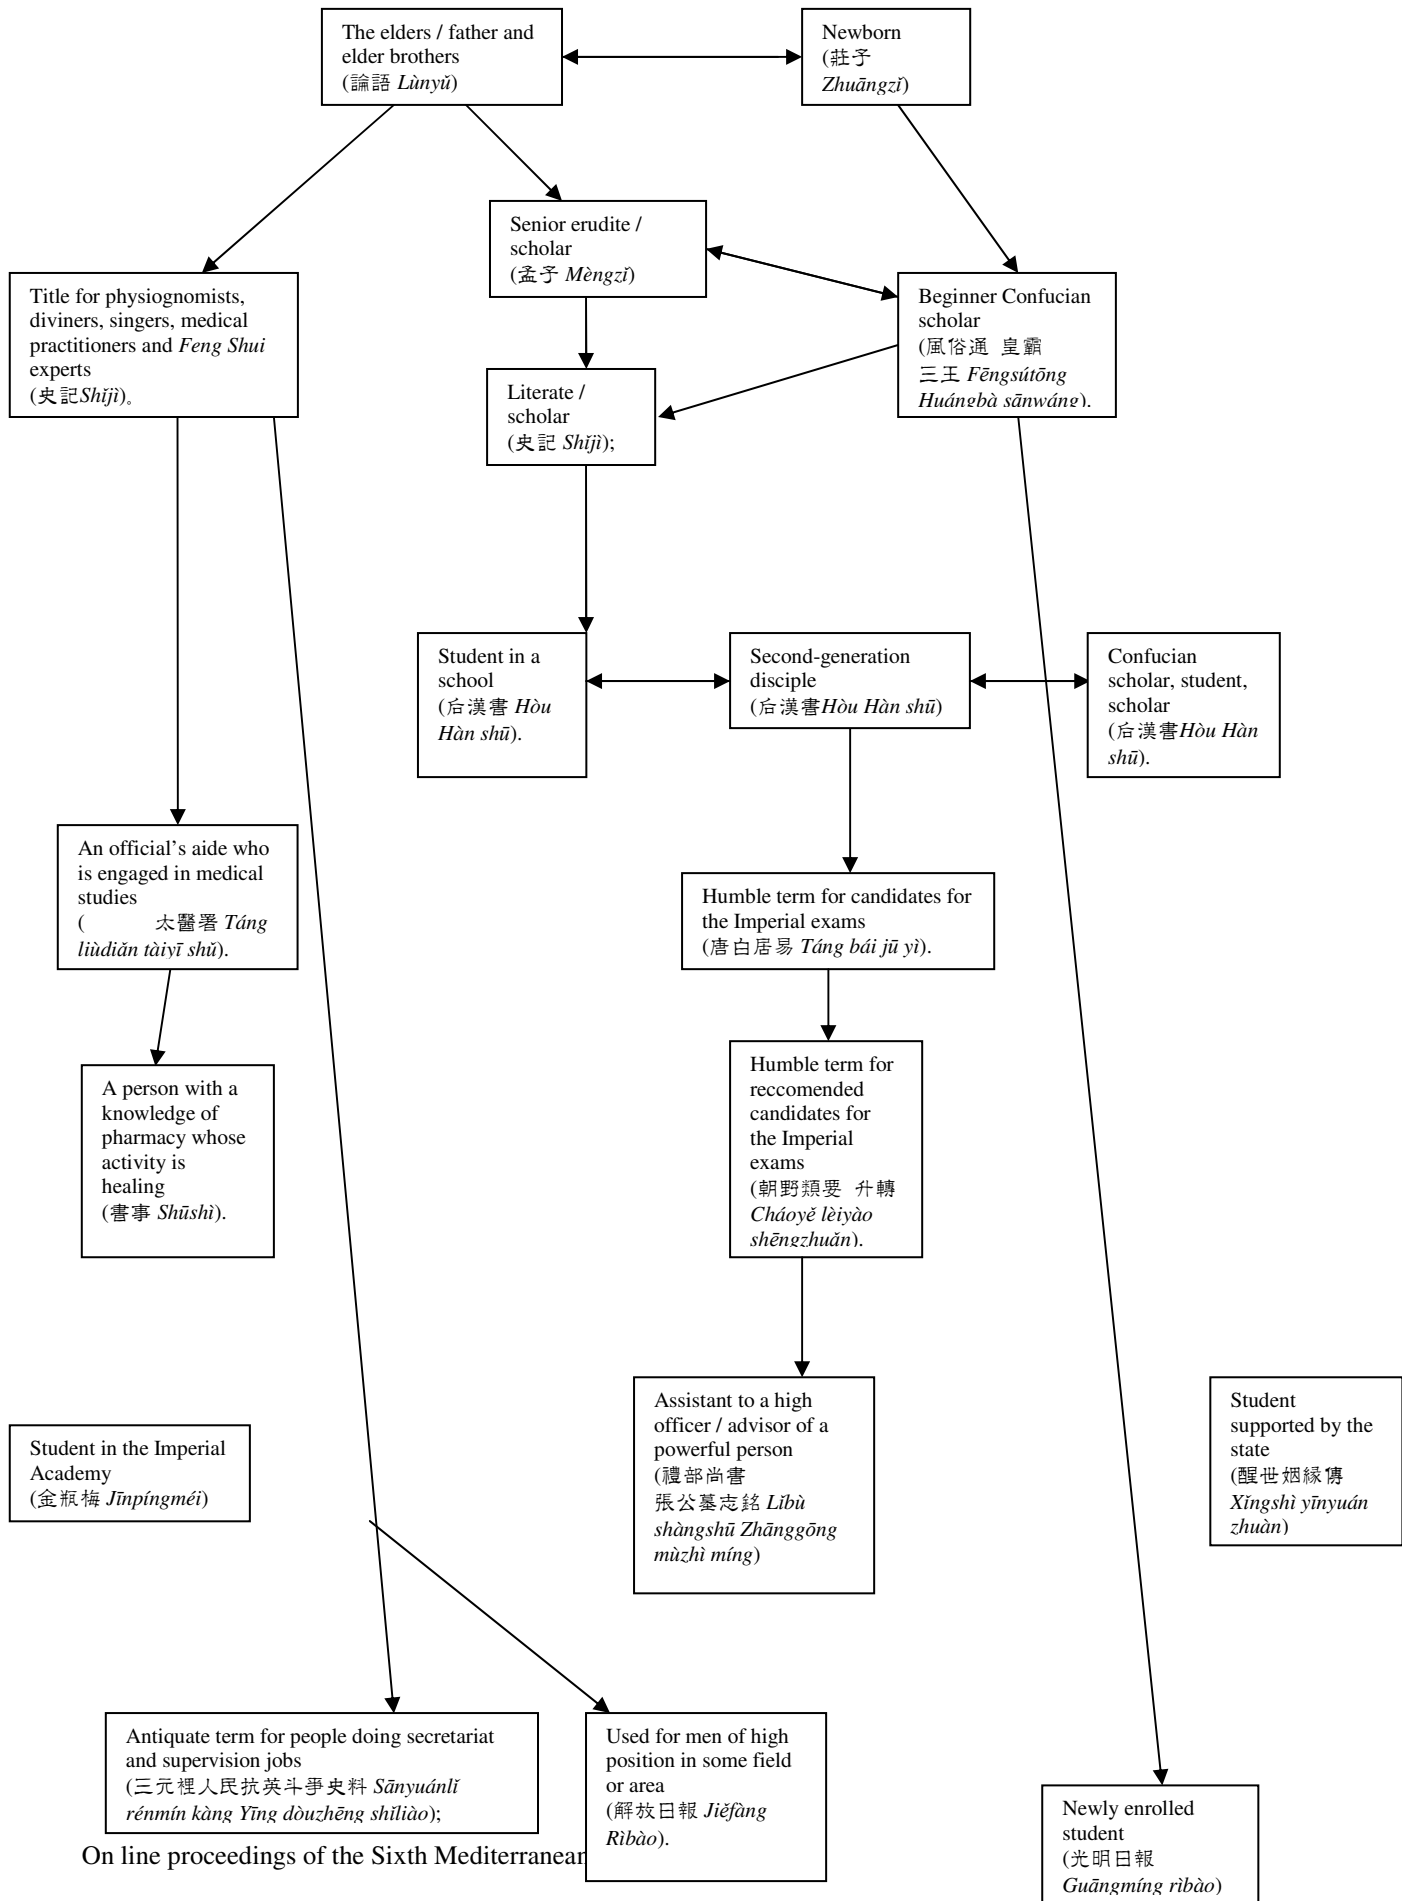 The elders / father and
elder brothers
(論語 Lùnyǔ)
Newborn
(莊子
Zhuāngzǐ)
Senior erudite /
scholar
(孟子 Mèngzǐ)
Title for physiognomists,
diviners, singers, medical
practitioners and Feng Shui
experts
(史記Shǐjì)。
Beginner Confucian
scholar
(風俗通 皇霸
三王 Fēngsútōng
Huángbà sānwáng).
Literate /
scholar
(史記 Shǐjì);
Student in a
school
(后漢書 Hòu
Hàn shū).
Second-generation
disciple
(后漢書Hòu Hàn shū)
Confucian
scholar, student,
scholar
(后漢書Hòu Hàn
shū).
An official's aide who
is engaged in medical
studies
( 太醫署 Táng
liùdiǎn tàiyī shǔ).
Humble term for candidates for
the Imperial exams
(唐白居易 Táng bái jū yì).
A person with a
knowledge of
pharmacy whose
activity is
healing
(書事 Shūshì).
Humble term for
reccomended
candidates for
the Imperial
exams
(朝野類要 升轉
Cháoyě lèiyào
shēngzhuǎn).
Student in the Imperial
Academy
(金瓶梅 Jīnpíngméi)
Assistant to a high
officer / advisor of a
powerful person
(禮部尚書
張公墓志銘 Lǐbù
shàngshū Zhānggōng
mùzhì míng)
Student
supported by the
state
(醒世姻緣傳
Xǐngshì yīnyuán
zhuàn)
Antiquate term for people doing secretariat
and supervision jobs
(三元裡人民抗英斗爭史料 Sānyuánlǐ
rénmín kàng Yīng dòuzhēng shǐliào);
Used for men of high
position in some field
or area
(解放日報 Jiěfàng
Rìbào).
Newly enrolled
student
(光明日報
Guāngmíng rìbào)
On line proceedings of the Sixth Mediterranean